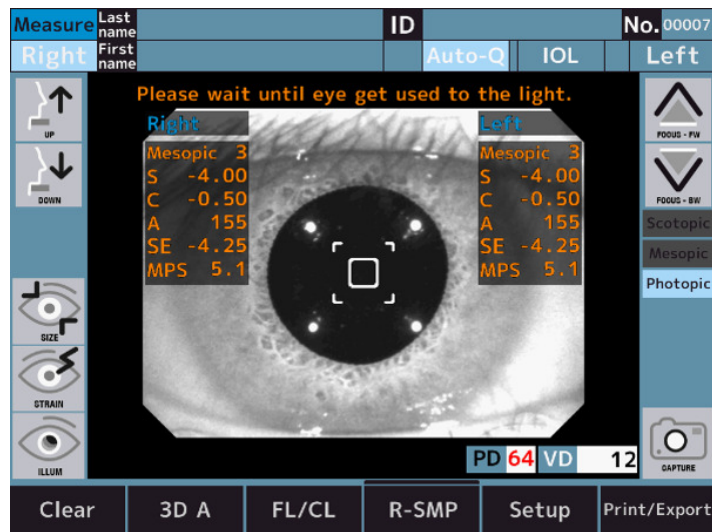 Measure Last name ID No. 00007
Right First name Auto-Q IOL Left
Please wait until eye get used to the light.
UP
DOWN
SIZE
STRAIN
ILLUM
Right
Mesopic 3
S -4.00
C -0.50
A 155
SE -4.25
MPS 5.1
Left
Mesopic 3
S -4.00
C -0.50
A 155
SE -4.25
MPS 5.1
FOCUS - FW
FOCUS - BW
Scotopic
Mesopic
Photopic
CAPTURE
PD 64 VD 12
Clear 3D A FL/CL R-SMP Setup Print/Export